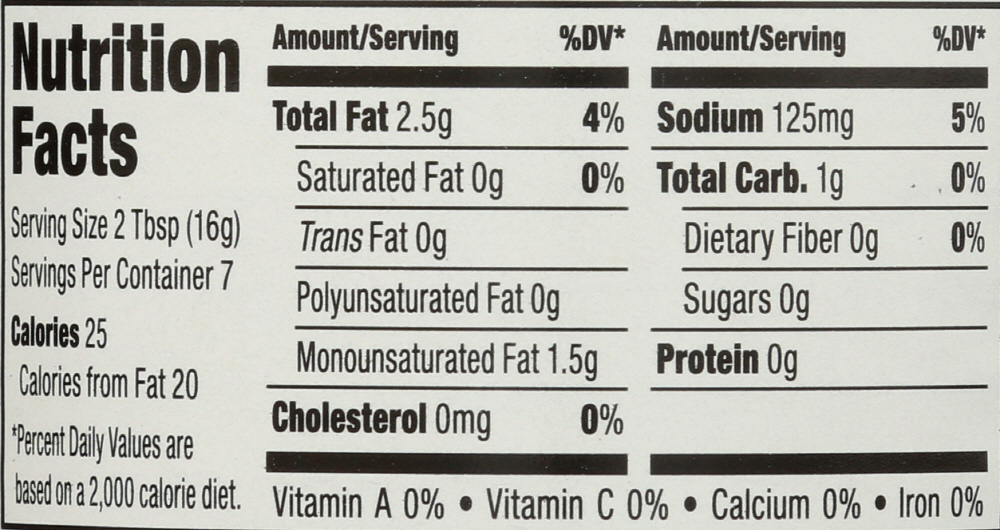 Nutrition
Facts
Serving Size 2 Tbsp (16g)
Servings Per Container 7
Calories 25
Calories from Fat 20
*Percent Daily Values are
based on a 2,000 calorie diet.
Amount/Serving %DV*
Total Fat 2.5g 4%
Saturated Fat 0g 0%
Trans Fat 0g
Polyunsaturated Fat 0g
Monounsaturated Fat 1.5g
Cholesterol 0mg 0%
Amount/Serving %DV*
Sodium 125mg 5%
Total Carb. 1g 0%
Dietary Fiber 0g 0%
Sugars 0g
Protein 0g
Vitamin A 0% • Vitamin C 0% • Calcium 0% • Iron 0%